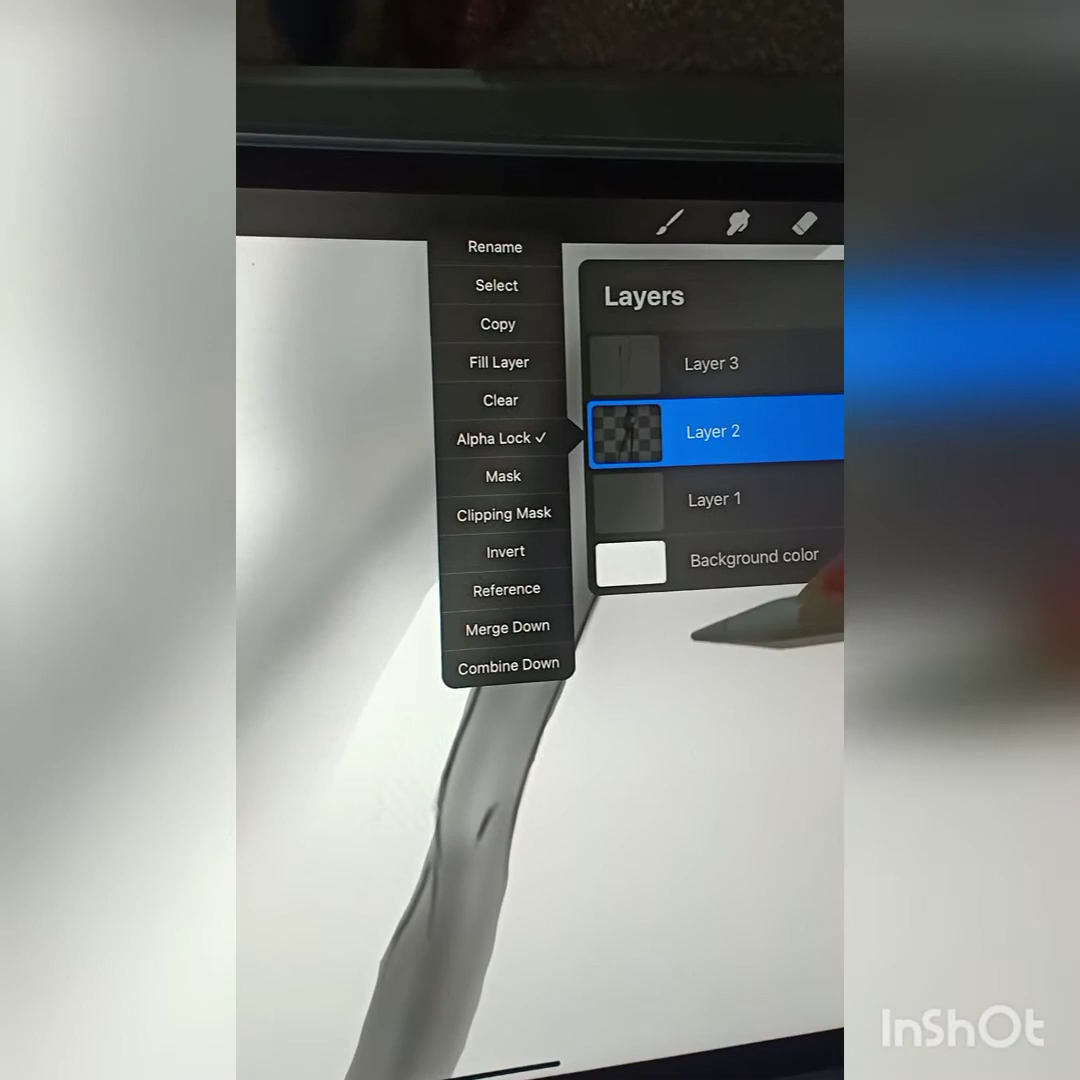 Rename
Select
Copy
Fill Layer
Clear
Alpha Lock ✓
Mask
Clipping Mask
Invert
Reference
Merge Down
Combine Down
Layers
Layer 3
Layer 2
Layer 1
Background color
InShOt